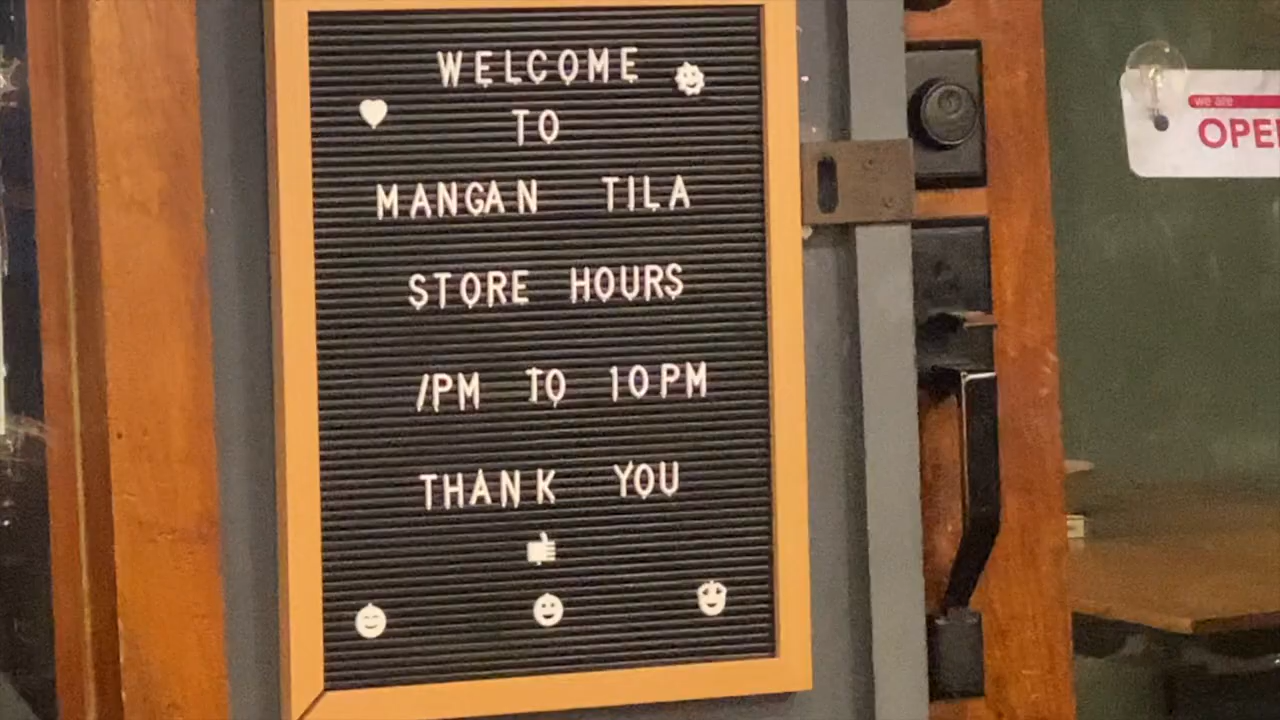 WELCOME
TO
MANGAN TILA
STORE HOURS
/PM TO 10PM
THANK YOU
we are
OPE